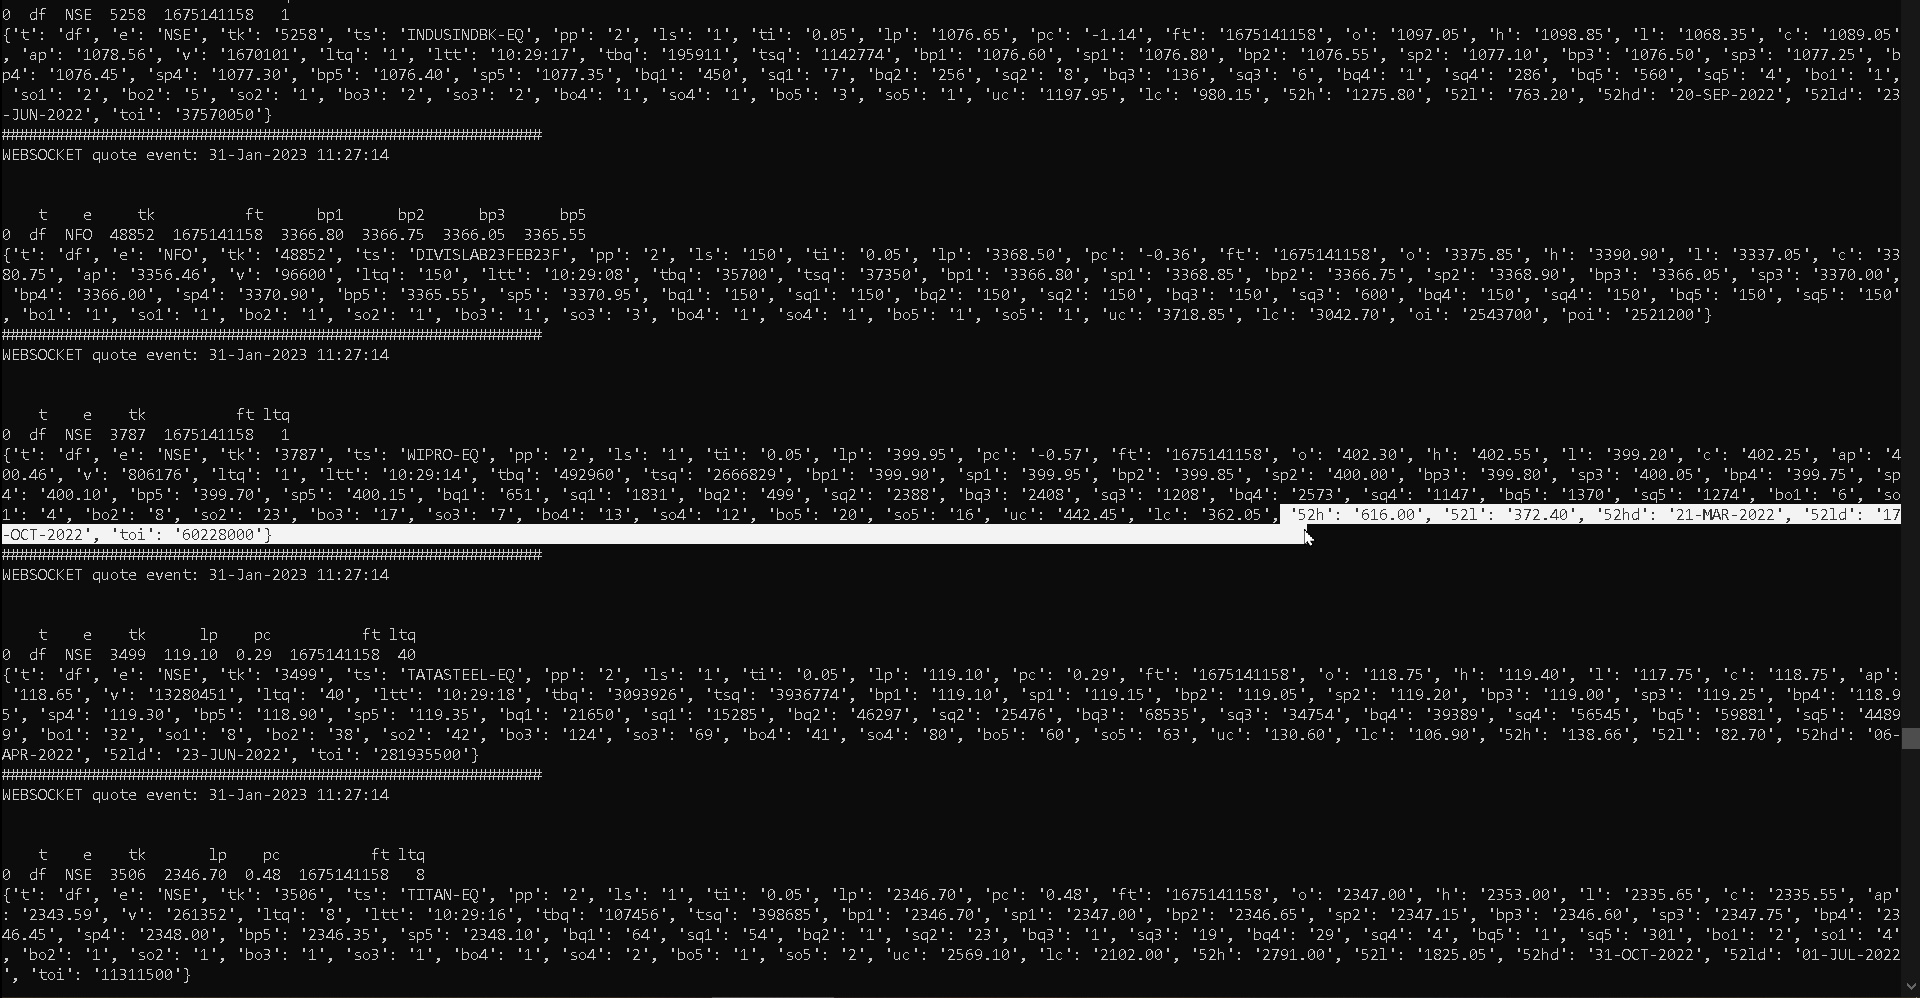 0  df  NSE  5258  1675141158   1
{'t': 'df', 'e': 'NSE', 'tk': '5258', 'ts': 'INDUSINDBK-EQ', 'pp': '2', 'ls': '1', 'ti': '0.05', 'lp': '1076.65', 'pc': '-1.14', 'ft': '1675141158', 'o': '1097.05', 'h': '1098.85', 'l': '1068.35', 'c': '1089.05'
, 'ap': '1078.56', 'v': '1670101', 'ltq': '1', 'ltt': '10:29:17', 'tbq': '195911', 'tsq': '1142774', 'bp1': '1076.60', 'sp1': '1076.80', 'bp2': '1076.55', 'sp2': '1077.10', 'bp3': '1076.50', 'sp3': '1077.25', 'b
p4': '1076.45', 'sp4': '1077.30', 'bp5': '1076.40', 'sp5': '1077.35', 'bq1': '450', 'sq1': '7', 'bq2': '256', 'sq2': '8', 'bq3': '136', 'sq3': '6', 'bq4': '1', 'sq4': '286', 'bq5': '560', 'sq5': '4', 'bo1': '1',
'so1': '2', 'bo2': '5', 'so2': '1', 'bo3': '2', 'so3': '2', 'bo4': '1', 'so4': '1', 'bo5': '3', 'so5': '1', 'uc': '1197.95', 'lc': '980.15', '52h': '1275.80', '52l': '763.20', '52hd': '20-SEP-2022', '52ld': '23
-JUN-2022', 'toi': '37570050'}
############################################################
WEBSOCKET quote event: 31-Jan-2023 11:27:14
t    e     tk          ft      bp1      bp2      bp3      bp5
0  df  NFO  48852  1675141158  3366.80  3366.75  3366.05  3365.55
{'t': 'df', 'e': 'NFO', 'tk': '48852', 'ts': 'DIVISLAB23FEB23F', 'pp': '2', 'ls': '150', 'ti': '0.05', 'lp': '3368.50', 'pc': '-0.36', 'ft': '1675141158', 'o': '3375.85', 'h': '3390.90', 'l': '3337.05', 'c': '33
80.75', 'ap': '3356.46', 'v': '96600', 'ltq': '150', 'ltt': '10:29:08', 'tbq': '35700', 'tsq': '37350', 'bp1': '3366.80', 'sp1': '3368.85', 'bp2': '3366.75', 'sp2': '3368.90', 'bp3': '3366.05', 'sp3': '3370.00',
'bp4': '3366.00', 'sp4': '3370.90', 'bp5': '3365.55', 'sp5': '3370.95', 'bq1': '150', 'sq1': '150', 'bq2': '150', 'sq2': '150', 'bq3': '150', 'sq3': '600', 'bq4': '150', 'sq4': '150', 'bq5': '150', 'sq5': '150'
, 'bo1': '1', 'so1': '1', 'bo2': '1', 'so2': '1', 'bo3': '1', 'so3': '3', 'bo4': '1', 'so4': '1', 'bo5': '1', 'so5': '1', 'uc': '3718.85', 'lc': '3042.70', 'oi': '2543700', 'poi': '2521200'}
############################################################
WEBSOCKET quote event: 31-Jan-2023 11:27:14
t    e    tk          ft ltq
0  df  NSE  3787  1675141158   1
{'t': 'df', 'e': 'NSE', 'tk': '3787', 'ts': 'WIPRO-EQ', 'pp': '2', 'ls': '1', 'ti': '0.05', 'lp': '399.95', 'pc': '-0.57', 'ft': '1675141158', 'o': '402.30', 'h': '402.55', 'l': '399.20', 'c': '402.25', 'ap': '4
00.46', 'v': '806176', 'ltq': '1', 'ltt': '10:29:14', 'tbq': '492960', 'tsq': '2666829', 'bp1': '399.90', 'sp1': '399.95', 'bp2': '399.85', 'sp2': '400.00', 'bp3': '399.80', 'sp3': '400.05', 'bp4': '399.75', 'sp
4': '400.10', 'bp5': '399.70', 'sp5': '400.15', 'bq1': '651', 'sq1': '1831', 'bq2': '499', 'sq2': '2388', 'bq3': '2408', 'sq3': '1208', 'bq4': '2573', 'sq4': '1147', 'bq5': '1370', 'sq5': '1274', 'bo1': '6', 'so
1': '4', 'bo2': '8', 'so2': '23', 'bo3': '17', 'so3': '7', 'bo4': '13', 'so4': '12', 'bo5': '20', 'so5': '16', 'uc': '442.45', 'lc': '362.05', '52h': '616.00', '52l': '372.40', '52hd': '21-MAR-2022', '52ld': '17
-OCT-2022', 'toi': '60228000'}
############################################################
WEBSOCKET quote event: 31-Jan-2023 11:27:14
t    e    tk      lp    pc          ft ltq
0  df  NSE  3499  119.10  0.29  1675141158  40
{'t': 'df', 'e': 'NSE', 'tk': '3499', 'ts': 'TATASTEEL-EQ', 'pp': '2', 'ls': '1', 'ti': '0.05', 'lp': '119.10', 'pc': '0.29', 'ft': '1675141158', 'o': '118.75', 'h': '119.40', 'l': '117.75', 'c': '118.75', 'ap':
'118.65', 'v': '13280451', 'ltq': '40', 'ltt': '10:29:18', 'tbq': '3093926', 'tsq': '3936774', 'bp1': '119.10', 'sp1': '119.15', 'bp2': '119.05', 'sp2': '119.20', 'bp3': '119.00', 'sp3': '119.25', 'bp4': '118.9
5', 'sp4': '119.30', 'bp5': '118.90', 'sp5': '119.35', 'bq1': '21650', 'sq1': '15285', 'bq2': '46297', 'sq2': '25476', 'bq3': '68535', 'sq3': '34754', 'bq4': '39389', 'sq4': '56545', 'bq5': '59881', 'sq5': '4489
9', 'bo1': '32', 'so1': '8', 'bo2': '38', 'so2': '42', 'bo3': '124', 'so3': '69', 'bo4': '41', 'so4': '80', 'bo5': '60', 'so5': '63', 'uc': '130.60', 'lc': '106.90', '52h': '138.66', '52l': '82.70', '52hd': '06-
APR-2022', '52ld': '23-JUN-2022', 'toi': '281935500'}
############################################################
WEBSOCKET quote event: 31-Jan-2023 11:27:14
t    e    tk       lp    pc          ft ltq
0  df  NSE  3506  2346.70  0.48  1675141158   8
{'t': 'df', 'e': 'NSE', 'tk': '3506', 'ts': 'TITAN-EQ', 'pp': '2', 'ls': '1', 'ti': '0.05', 'lp': '2346.70', 'pc': '0.48', 'ft': '1675141158', 'o': '2347.00', 'h': '2353.00', 'l': '2335.65', 'c': '2335.55', 'ap'
: '2343.59', 'v': '261352', 'ltq': '8', 'ltt': '10:29:16', 'tbq': '107456', 'tsq': '398685', 'bp1': '2346.70', 'sp1': '2347.00', 'bp2': '2346.65', 'sp2': '2347.15', 'bp3': '2346.60', 'sp3': '2347.75', 'bp4': '23
46.45', 'sp4': '2348.00', 'bp5': '2346.35', 'sp5': '2348.10', 'bq1': '64', 'sq1': '54', 'bq2': '1', 'sq2': '23', 'bq3': '1', 'sq3': '19', 'bq4': '29', 'sq4': '4', 'bq5': '1', 'sq5': '301', 'bo1': '2', 'so1': '4'
, 'bo2': '1', 'so2': '1', 'bo3': '1', 'so3': '1', 'bo4': '1', 'so4': '2', 'bo5': '1', 'so5': '2', 'uc': '2569.10', 'lc': '2102.00', '52h': '2791.00', '52l': '1825.05', '52hd': '31-OCT-2022', '52ld': '01-JUL-2022
', 'toi': '11311500'}